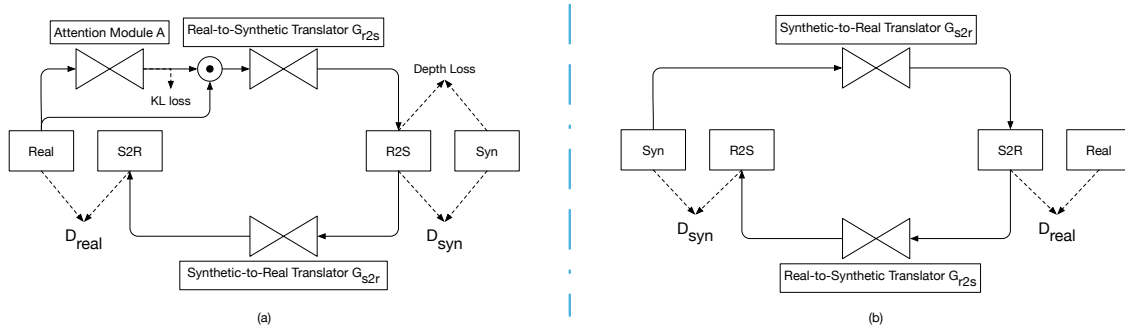 Attention Module A
Real-to-Synthetic Translator G_r2s
KL loss
Depth Loss
Real
S2R
R2S
Syn
D_real
D_syn
Synthetic-to-Real Translator G_s2r
(a)
Synthetic-to-Real Translator G_s2r
Syn
R2S
S2R
Real
D_syn
D_real
Real-to-Synthetic Translator G_r2s
(b)